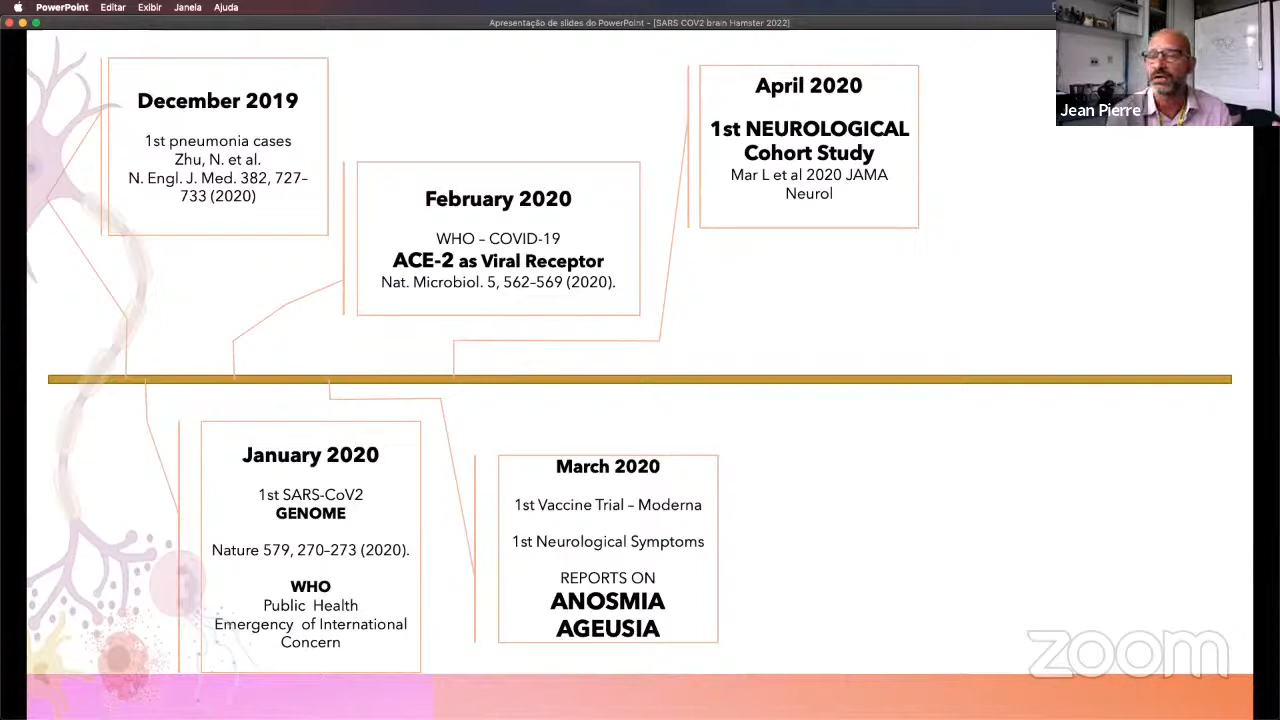 PowerPoint Editar Exibir Janela Ajuda
Apresentação de slides do PowerPoint - [SARS COV2 brain Hamster 2022]
Jean Pierre
December 2019
1st pneumonia cases
Zhu, N. et al.
N. Engl. J. Med. 382, 727–
733 (2020)
February 2020
WHO – COVID-19
ACE-2 as Viral Receptor
Nat. Microbiol. 5, 562–569 (2020).
April 2020
1st NEUROLOGICAL
Cohort Study
Mar L et al 2020 JAMA
Neurol
January 2020
1st SARS-CoV2
GENOME
Nature 579, 270–273 (2020).
WHO
Public Health
Emergency of International
Concern
March 2020
1st Vaccine Trial – Moderna
1st Neurological Symptoms
REPORTS ON
ANOSMIA
AGEUSIA
zoom